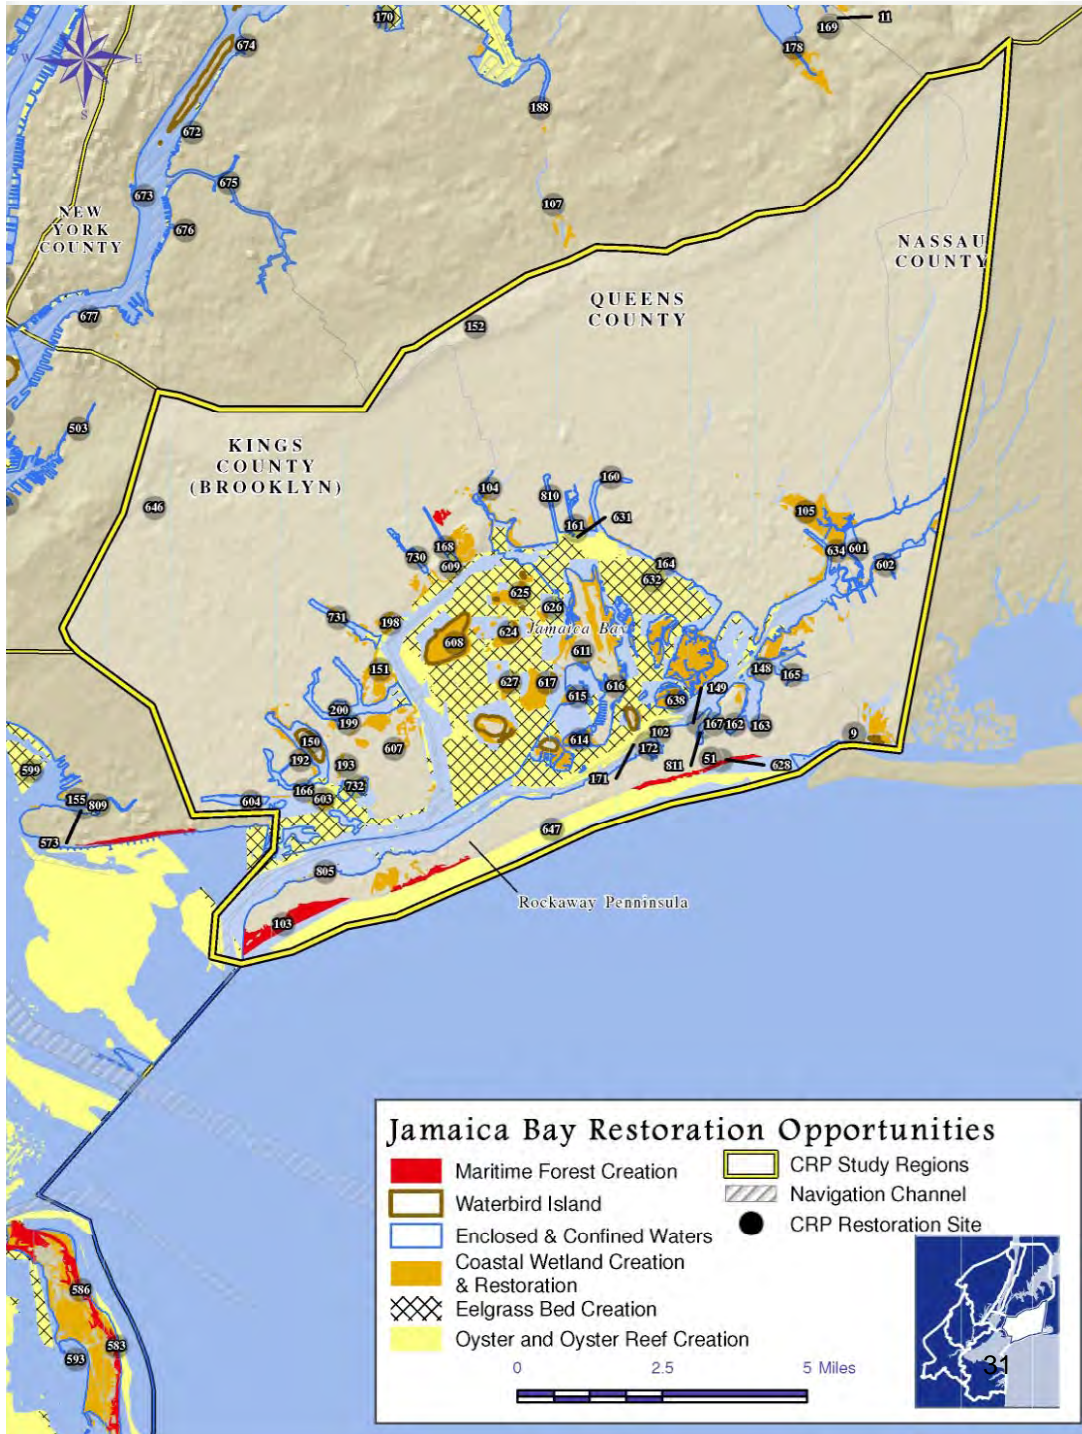 170
169
11
674
178
W
E
S
188
672
675
673
107
676
NEW
YORK
COUNTY
NASSAU
COUNTY
QUEENS
COUNTY
677
152
503
KINGS
COUNTY
(BROOKLYN)
646
104
810
160
105
161
631
168
730
609
164
634
601
602
632
625
626
731
198
624
Jamaica Bay
608
611
151
148
165
627
617
616
615
638
149
200
199
167
162
163
150
607
614
102
172
9
192
193
51
628
599
171
811
166
732
155
809
604
603
573
647
805
Rockaway Penninsula
103
Jamaica Bay Restoration Opportunities
Maritime Forest Creation
CRP Study Regions
Waterbird Island
Navigation Channel
Enclosed & Confined Waters
CRP Restoration Site
Coastal Wetland Creation
& Restoration
Eelgrass Bed Creation
Oyster and Oyster Reef Creation
586
583
593
0
2.5
5 Miles
31